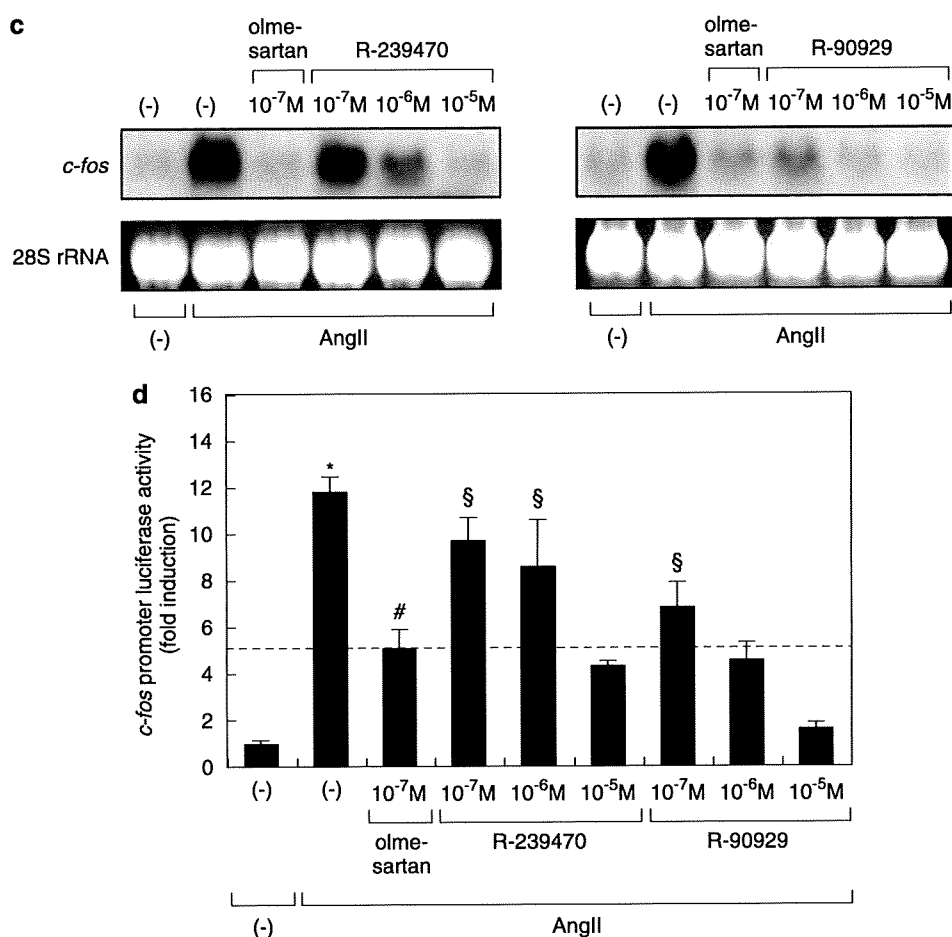 c
olme-
sartan
R-239470
(-) (-) 10⁻⁷M 10⁻⁷M 10⁻⁶M 10⁻⁵M
olme-
sartan
R-90929
(-) (-) 10⁻⁷M 10⁻⁷M 10⁻⁶M 10⁻⁵M
c-fos
28S rRNA
(-) AngII
(-) AngII
d
c-fos promoter luciferase activity
(fold induction)
16
14
12
10
8
6
4
2
0
*
#
§
§
§
(-) (-) 10⁻⁷M 10⁻⁷M 10⁻⁶M 10⁻⁵M 10⁻⁷M 10⁻⁶M 10⁻⁵M
olme-
sartan
R-239470
R-90929
(-) AngII